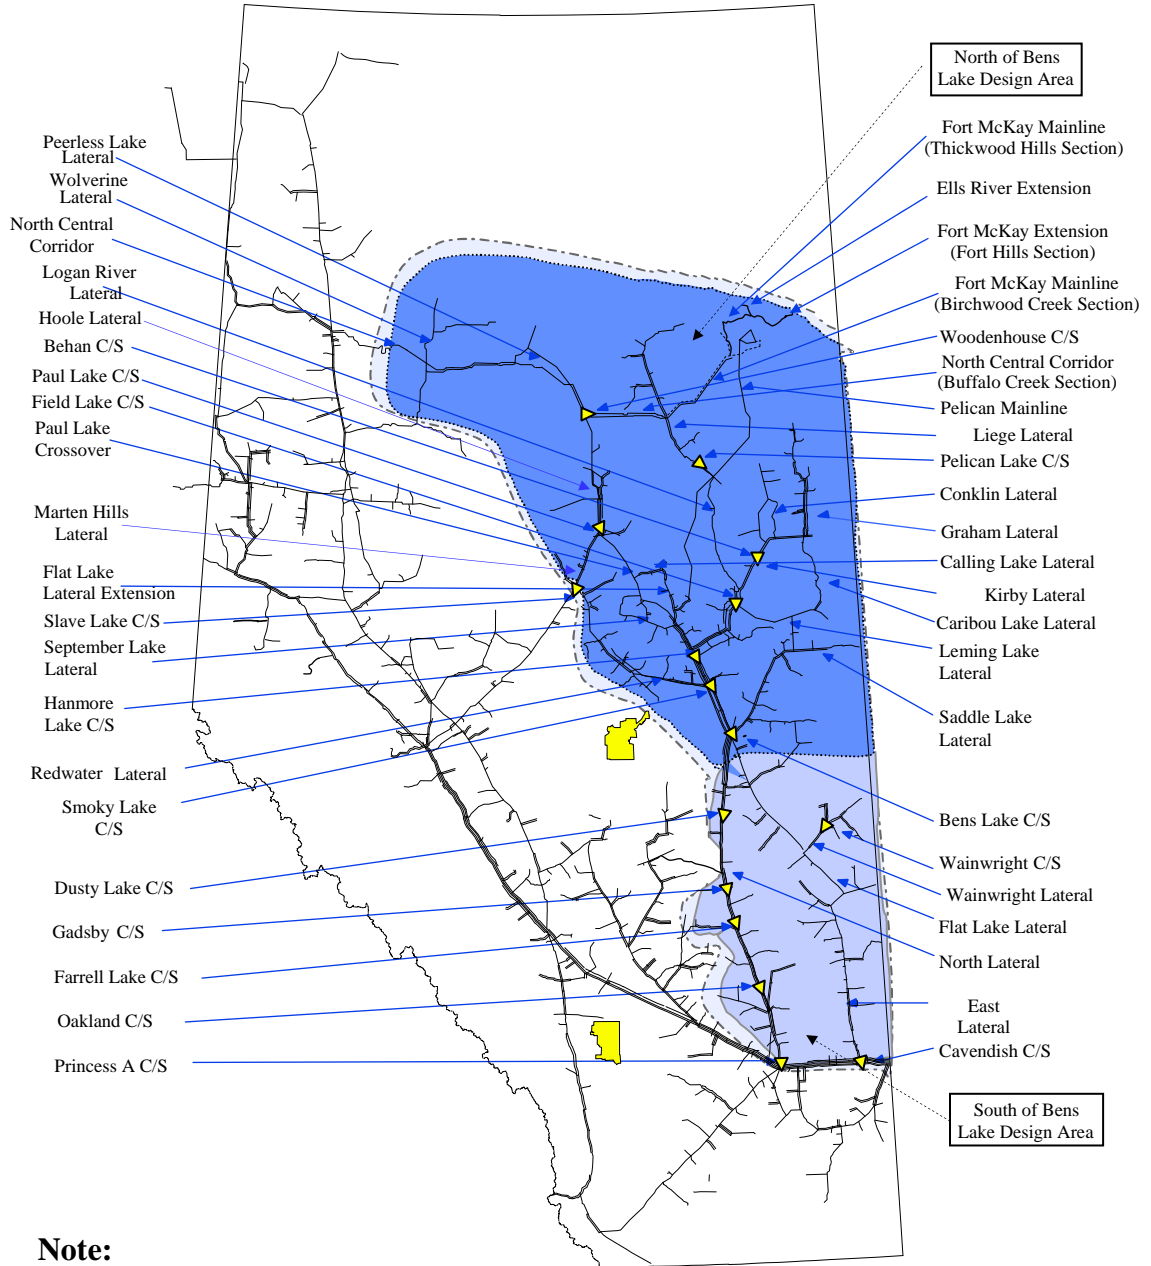 North of Bens
Lake Design Area
Peerless Lake
Lateral
Wolverine
Lateral
North Central
Corridor
Logan River
Lateral
Hoole Lateral
Behan C/S
Paul Lake C/S
Field Lake C/S
Paul Lake
Crossover
Marten Hills
Lateral
Flat Lake
Lateral Extension
Slave Lake C/S
September Lake
Lateral
Hanmore
Lake C/S
Redwater Lateral
Smoky Lake
C/S
Dusty Lake C/S
Gadsby C/S
Farrell Lake C/S
Oakland C/S
Princess A C/S
Fort McKay Mainline
(Thickwood Hills Section)
Ells River Extension
Fort McKay Extension
(Fort Hills Section)
Fort McKay Mainline
(Birchwood Creek Section)
Woodenhouse C/S
North Central Corridor
(Buffalo Creek Section)
Pelican Mainline
Liege Lateral
Pelican Lake C/S
Conklin Lateral
Graham Lateral
Calling Lake Lateral
Kirby Lateral
Caribou Lake Lateral
Leming Lake
Lateral
Saddle Lake
Lateral
Bens Lake C/S
Wainwright C/S
Wainwright Lateral
Flat Lake Lateral
North Lateral
East
Lateral
Cavendish C/S
South of Bens
Lake Design Area
Note: